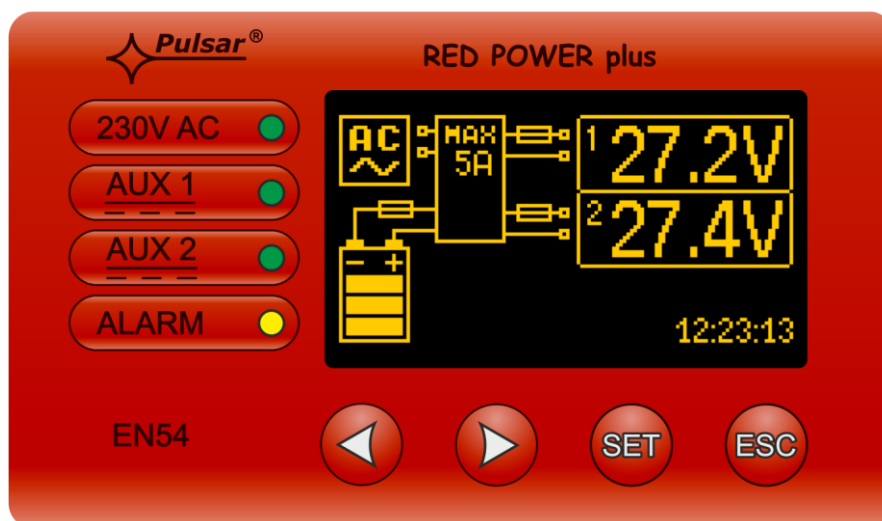 Pulsar®
RED POWER plus
230V AC
AUX 1
AUX 2
ALARM
AC
MAX
5A
1 27.2V
2 27.4V
- +
12:23:13
EN54
SET
ESC